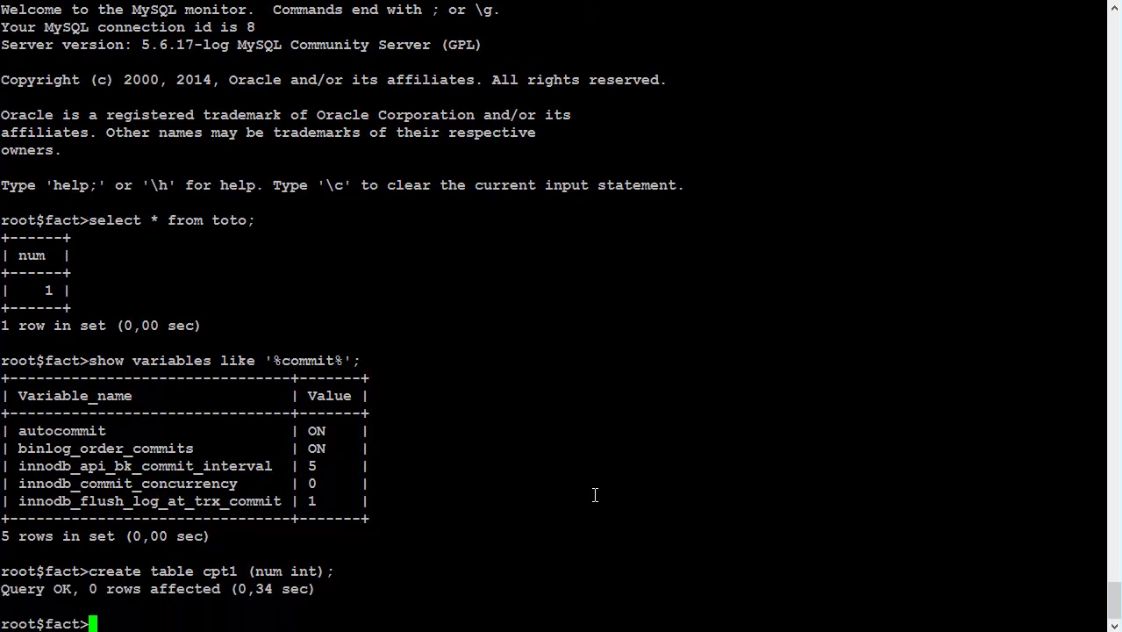 Welcome to the MySQL monitor.  Commands end with ; or \g.
Your MySQL connection id is 8
Server version: 5.6.17-log MySQL Community Server (GPL)
Copyright (c) 2000, 2014, Oracle and/or its affiliates. All rights reserved.
Oracle is a registered trademark of Oracle Corporation and/or its
affiliates. Other names may be trademarks of their respective
owners.
Type 'help;' or '\h' for help. Type '\c' to clear the current input statement.
root$fact>select * from toto;
+------+
| num  |
+------+
|    1 |
+------+
1 row in set (0,00 sec)
root$fact>show variables like '%commit%';
+--------------------------------+-------+
| Variable_name                  | Value |
+--------------------------------+-------+
| autocommit                     | ON    |
| binlog_order_commits           | ON    |
| innodb_api_bk_commit_interval  | 5     |
| innodb_commit_concurrency      | 0     |
| innodb_flush_log_at_trx_commit | 1     |
+--------------------------------+-------+
5 rows in set (0,00 sec)
root$fact>create table cpt1 (num int);
Query OK, 0 rows affected (0,34 sec)
root$fact>